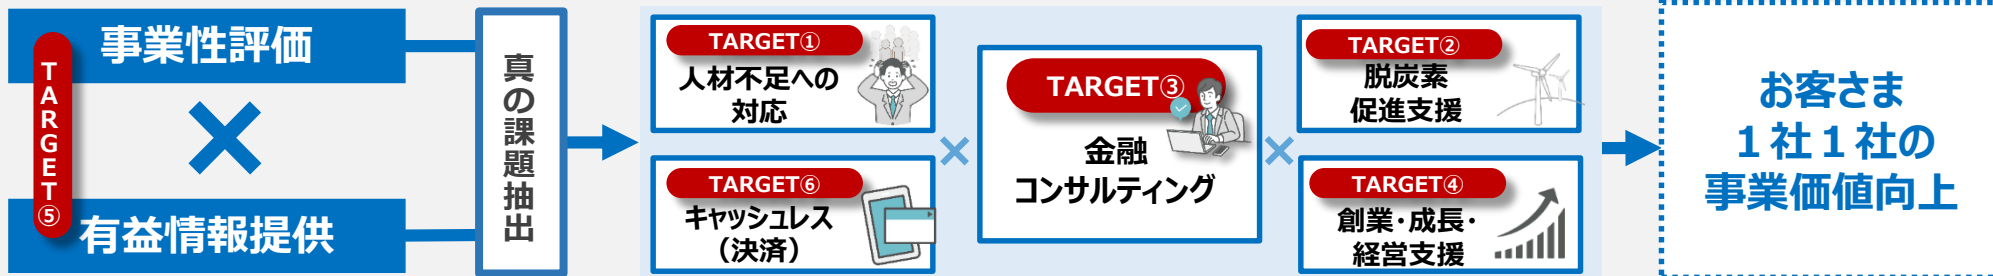 事業性評価
TARGET⑤
有益情報提供
真の課題抽出
TARGET①
人材不足への
対応
TARGET⑥
キャッシュレス
（決済）
TARGET③
金融
コンサルティング
TARGET②
脱炭素
促進支援
TARGET④
創業・成長・
経営支援
お客さま
１社１社の
事業価値向上